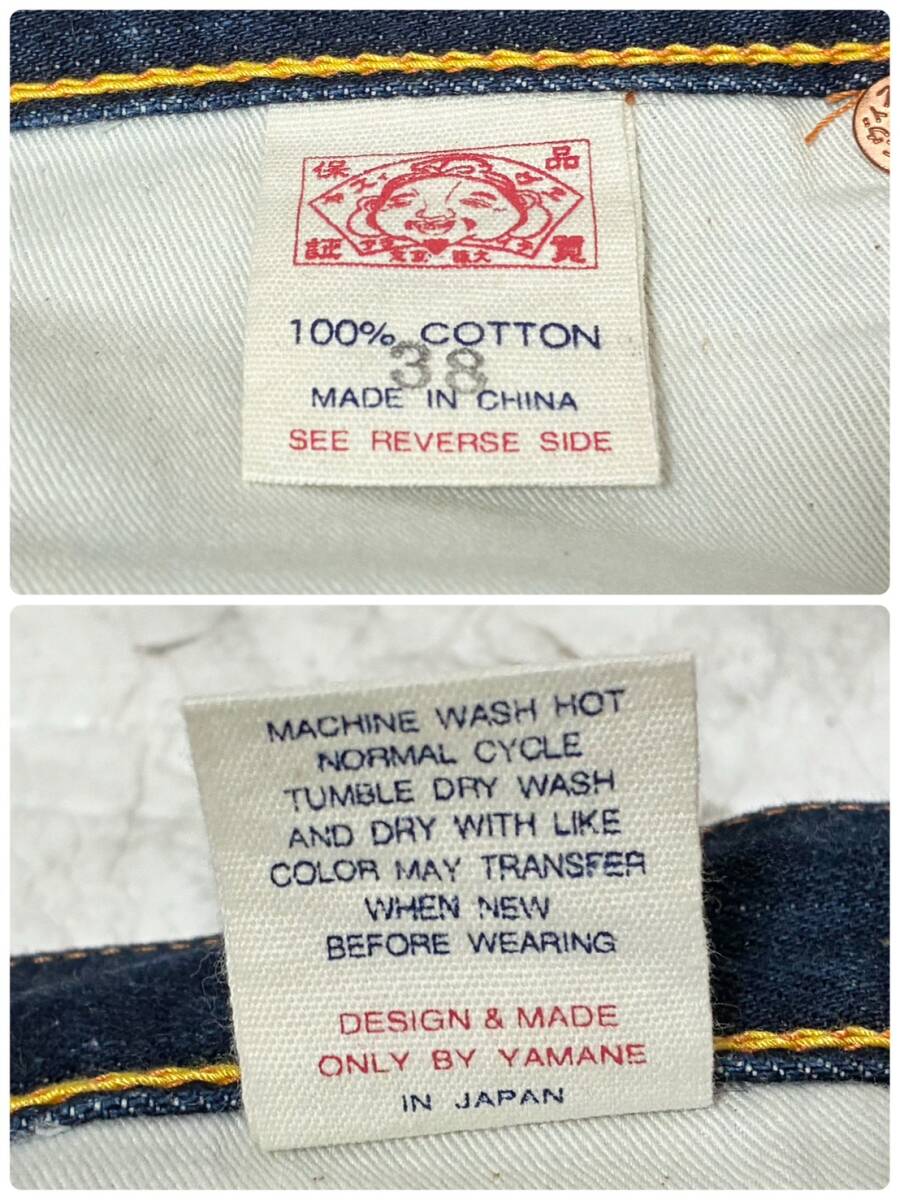 保 品
証 質
100% COTTON
38
MADE IN CHINA
SEE REVERSE SIDE
MACHINE WASH HOT
NORMAL CYCLE
TUMBLE DRY WASH
AND DRY WITH LIKE
COLOR MAY TRANSFER
WHEN NEW
BEFORE WEARING
DESIGN & MADE
ONLY BY YAMANE
IN JAPAN